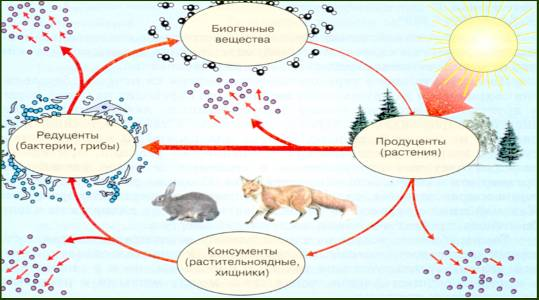 Биогенные
вещества
Редуценты
(бактерии, грибы)
Продуценты
(растения)
Консументы
(растительноядные,
хищники)